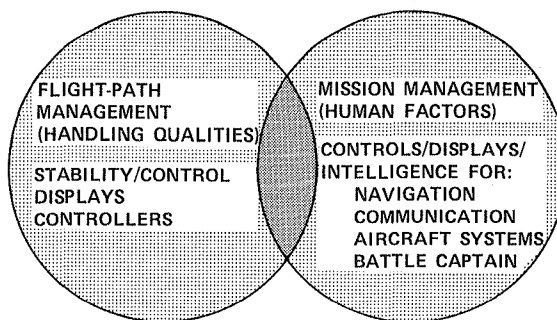 FLIGHT-PATH
MANAGEMENT
(HANDLING QUALITIES)
STABILITY/CONTROL
DISPLAYS
CONTROLLERS
MISSION MANAGEMENT
(HUMAN FACTORS)
CONTROLS/DISPLAYS/
INTELLIGENCE FOR:
NAVIGATION
COMMUNICATION
AIRCRAFT SYSTEMS
BATTLE CAPTAIN